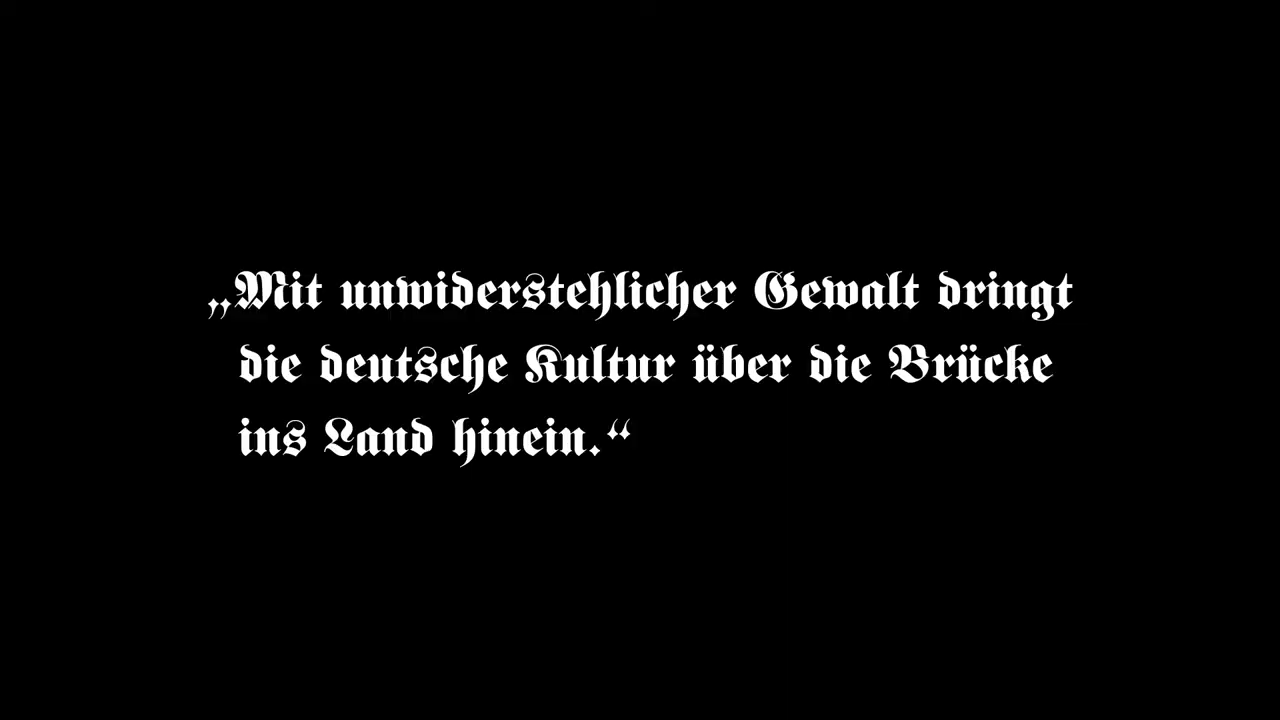 „Mit unwiderstehlicher Gewalt dringt
die deutsche Kultur über die Brücke
ins Land hinein.“